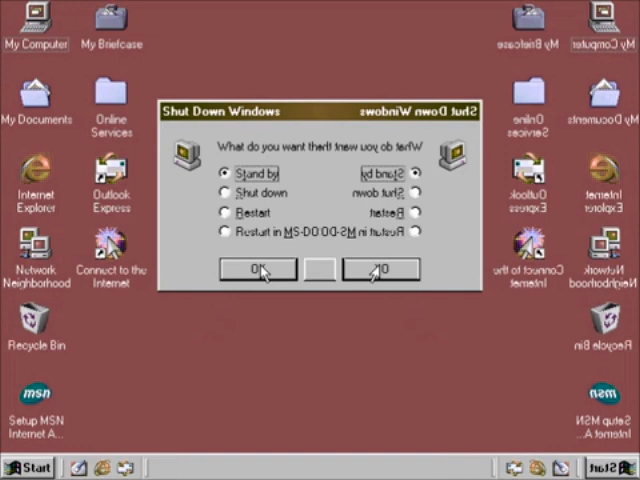 My Computer
My Briefcase
My Briefcase
My Computer
My Documents
Online
Services
Online
Services
My Documents
Shut Down Windows
Shut Down Windows
What do you want the
the you want What do
Stand by
Stand by
Shut down
Shut down
Restart
Restart
Restart in MS-DO
Restart in MS-DO
Internet
Explorer
Outlook
Express
Outlook
Express
Internet
Explorer
Network
Neighborhood
Connect to the
Internet
Connect to the
Internet
Network
Neighborhood
Recycle Bin
Recycle Bin
msn
msn
Setup MSN
Internet A...
Setup MSN
Internet A...
Start
Start